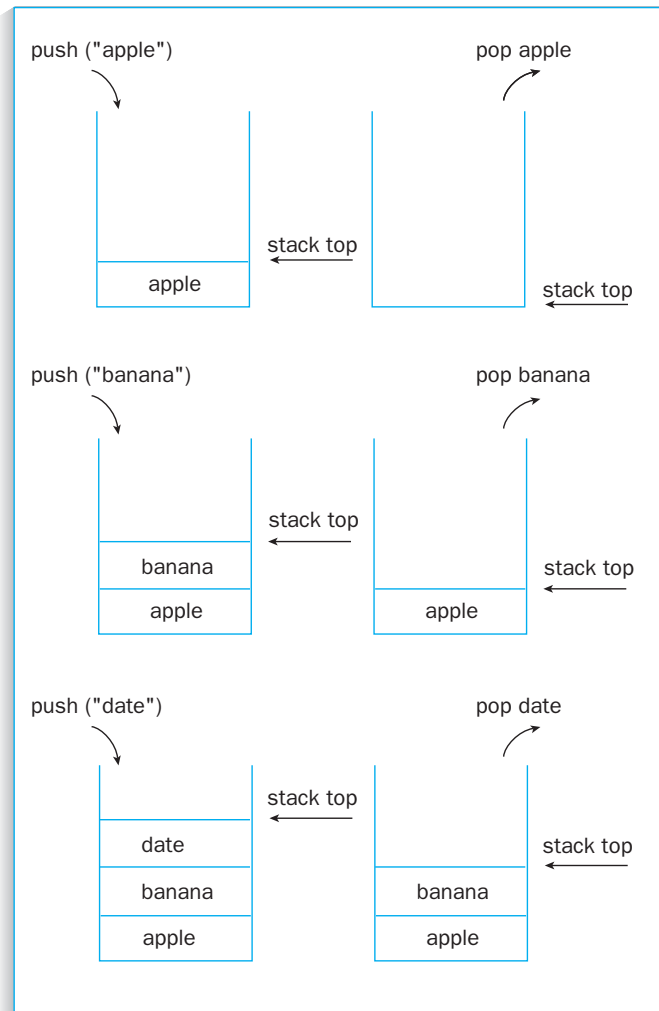 push ("apple")
pop apple
stack top
apple
stack top
push ("banana")
pop banana
stack top
banana
stack top
apple
apple
push ("date")
pop date
stack top
date
stack top
banana
banana
apple
apple